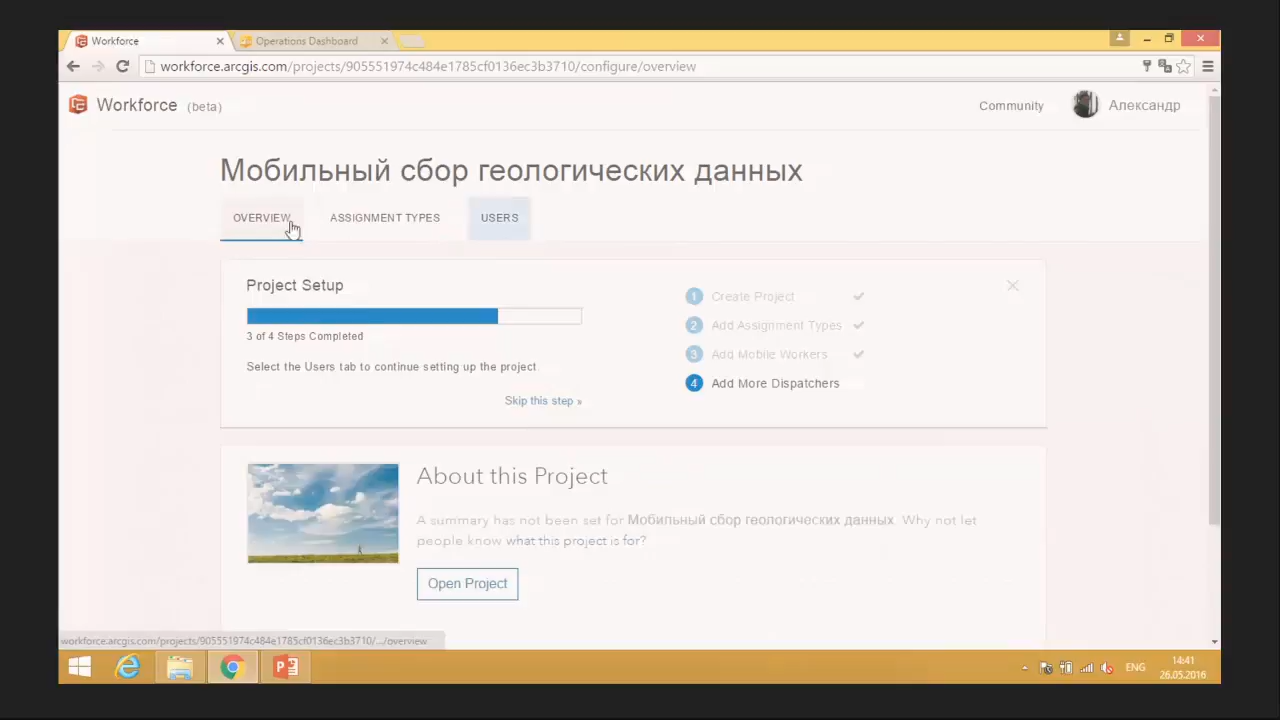 Workforce
Operations Dashboard
workforce.arcgis.com/projects/905551974c484e1785cf0136ec3b3710/configure/overview
Workforce (beta)
Community
Александр
Мобильный сбор геологических данных
OVERVIEW
ASSIGNMENT TYPES
USERS
Project Setup
3 of 4 Steps Completed
Select the Users tab to continue setting up the project.
Skip this step »
1 Create Project
2 Add Assignment Types
3 Add Mobile Workers
4 Add More Dispatchers
About this Project
A summary has not been set for Мобильный сбор геологических данных. Why not let
people know what this project is for?
Open Project
workforce.arcgis.com/projects/905551974c484e1785cf0136ec3b3710/.../overview
ENG
14:41
26.05.2016